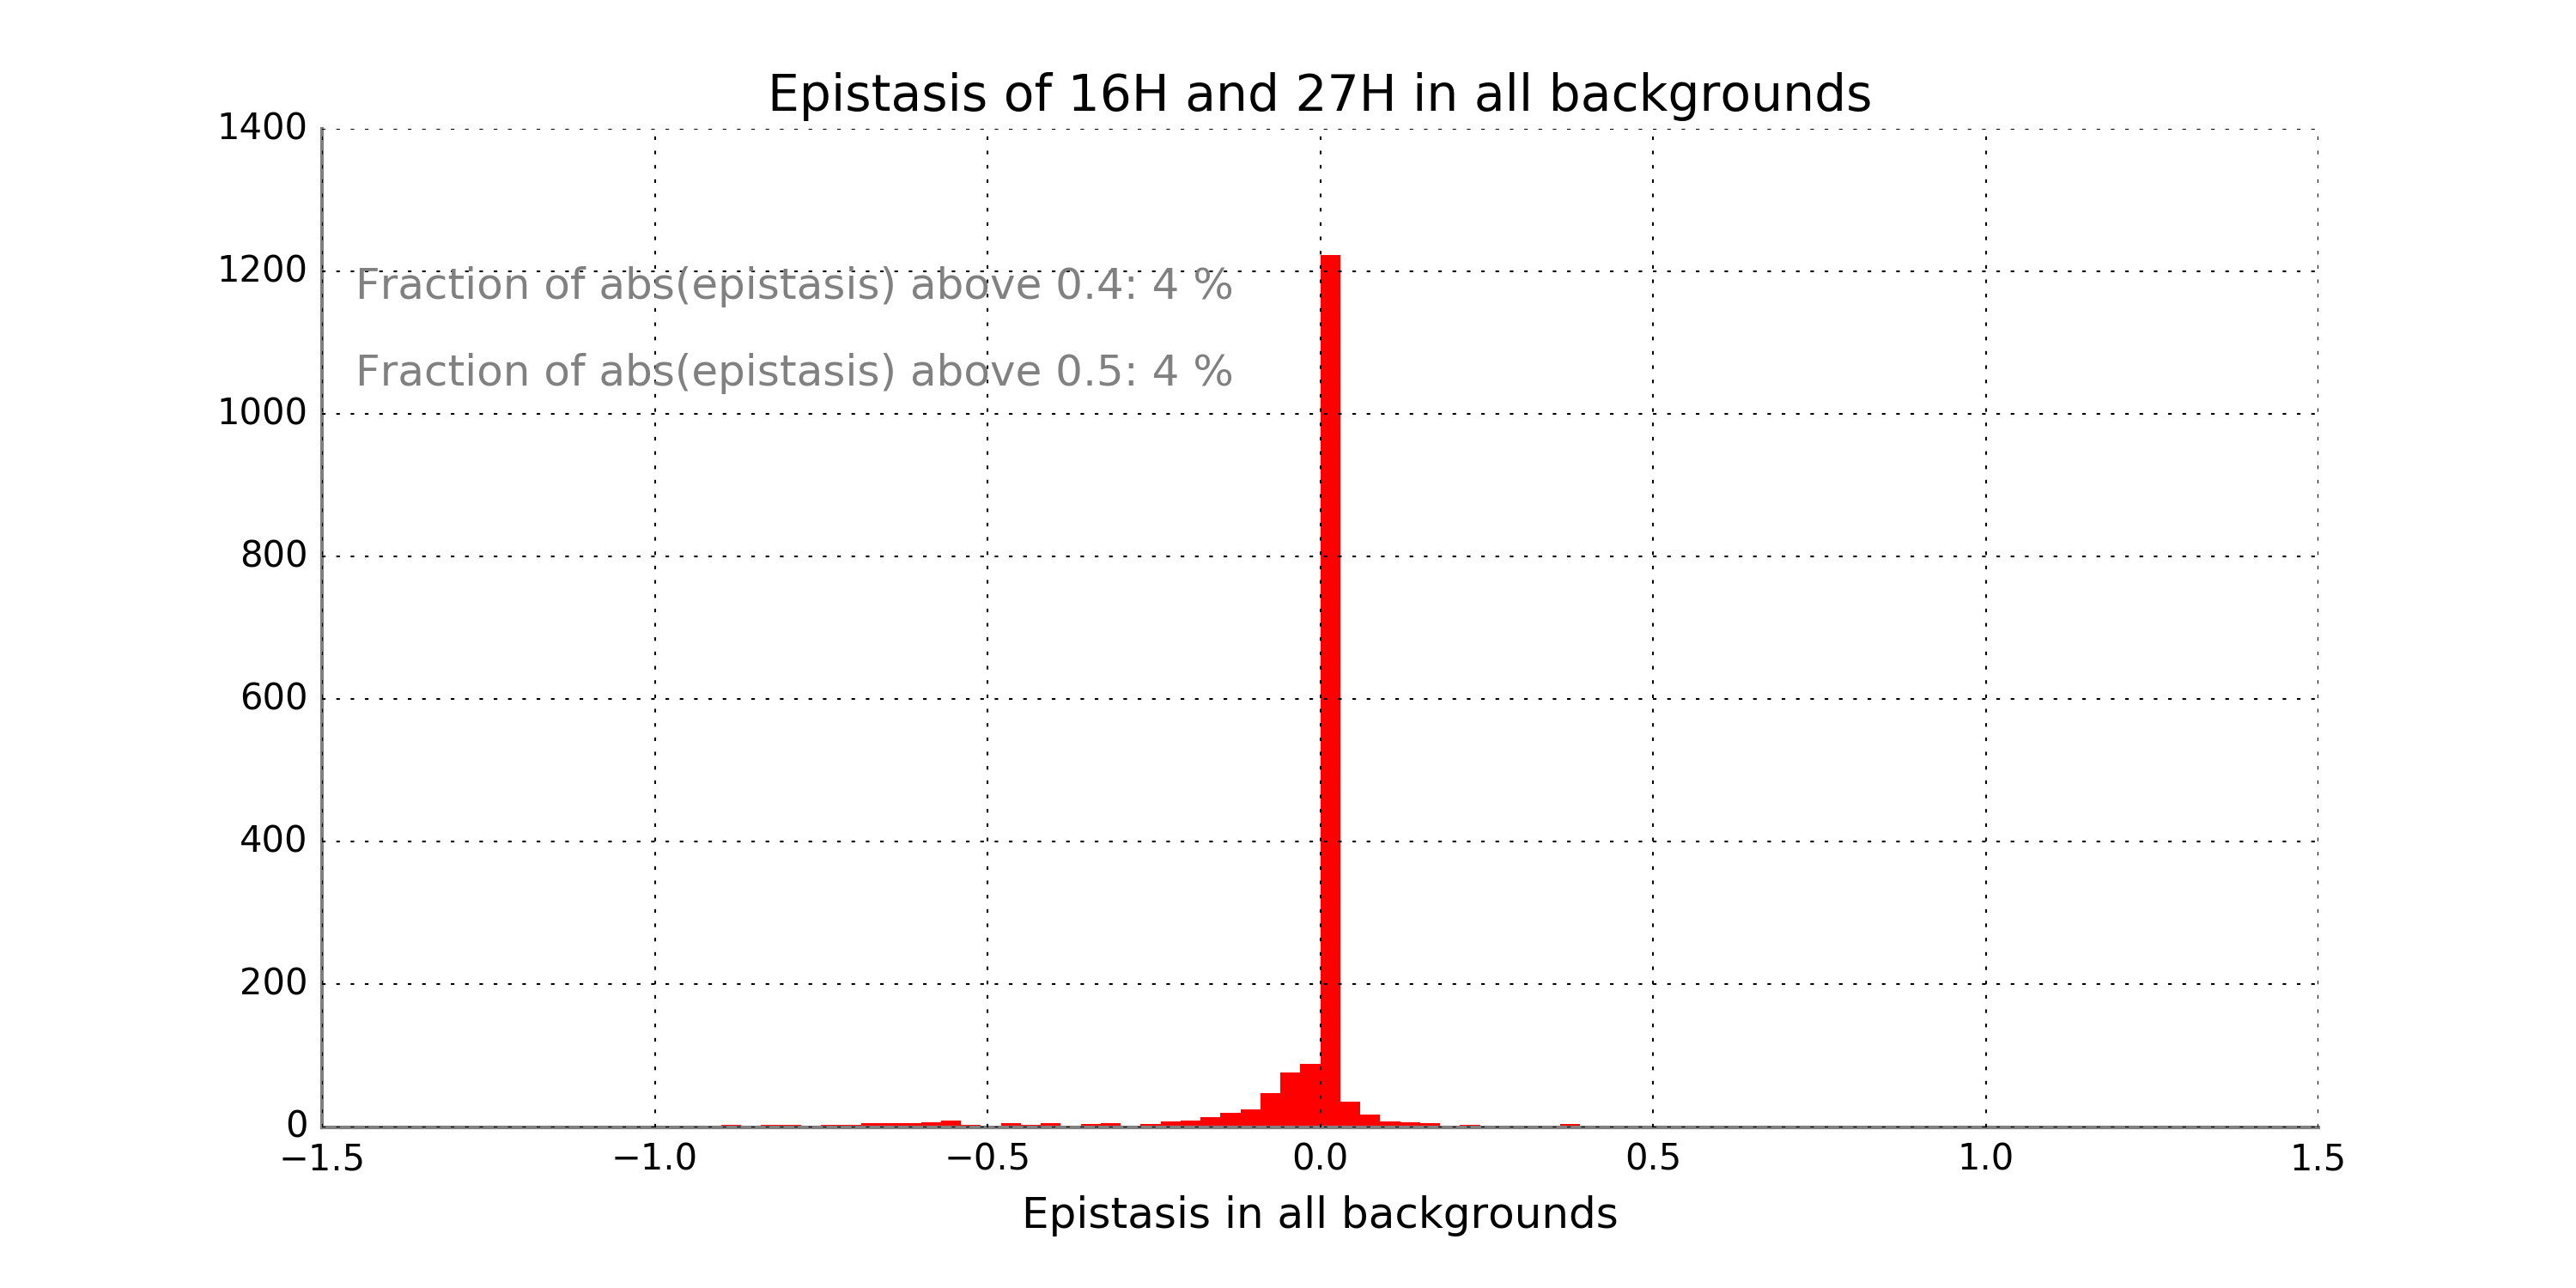 Epistasis of 16H and 27H in all backgrounds
1400
1200
Fraction of abs(epistasis) above 0.4: 4 %
Fraction of abs(epistasis) above 0.5: 4 %
1000
800
600
400
200
0
−1.5 −1.0 −0.5 0.0 0.5 1.0 1.5
Epistasis in all backgrounds